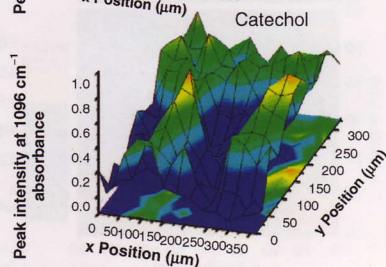 x Position (μm)
Catechol
Peak intensity at 1096 cm⁻¹
absorbance
1.0
0.8
0.6
0.4
0.2
0.0
0 50 100 150 200 250 300 350
x Position (μm)
0
50
100
150
200
250
300
y Position (μm)